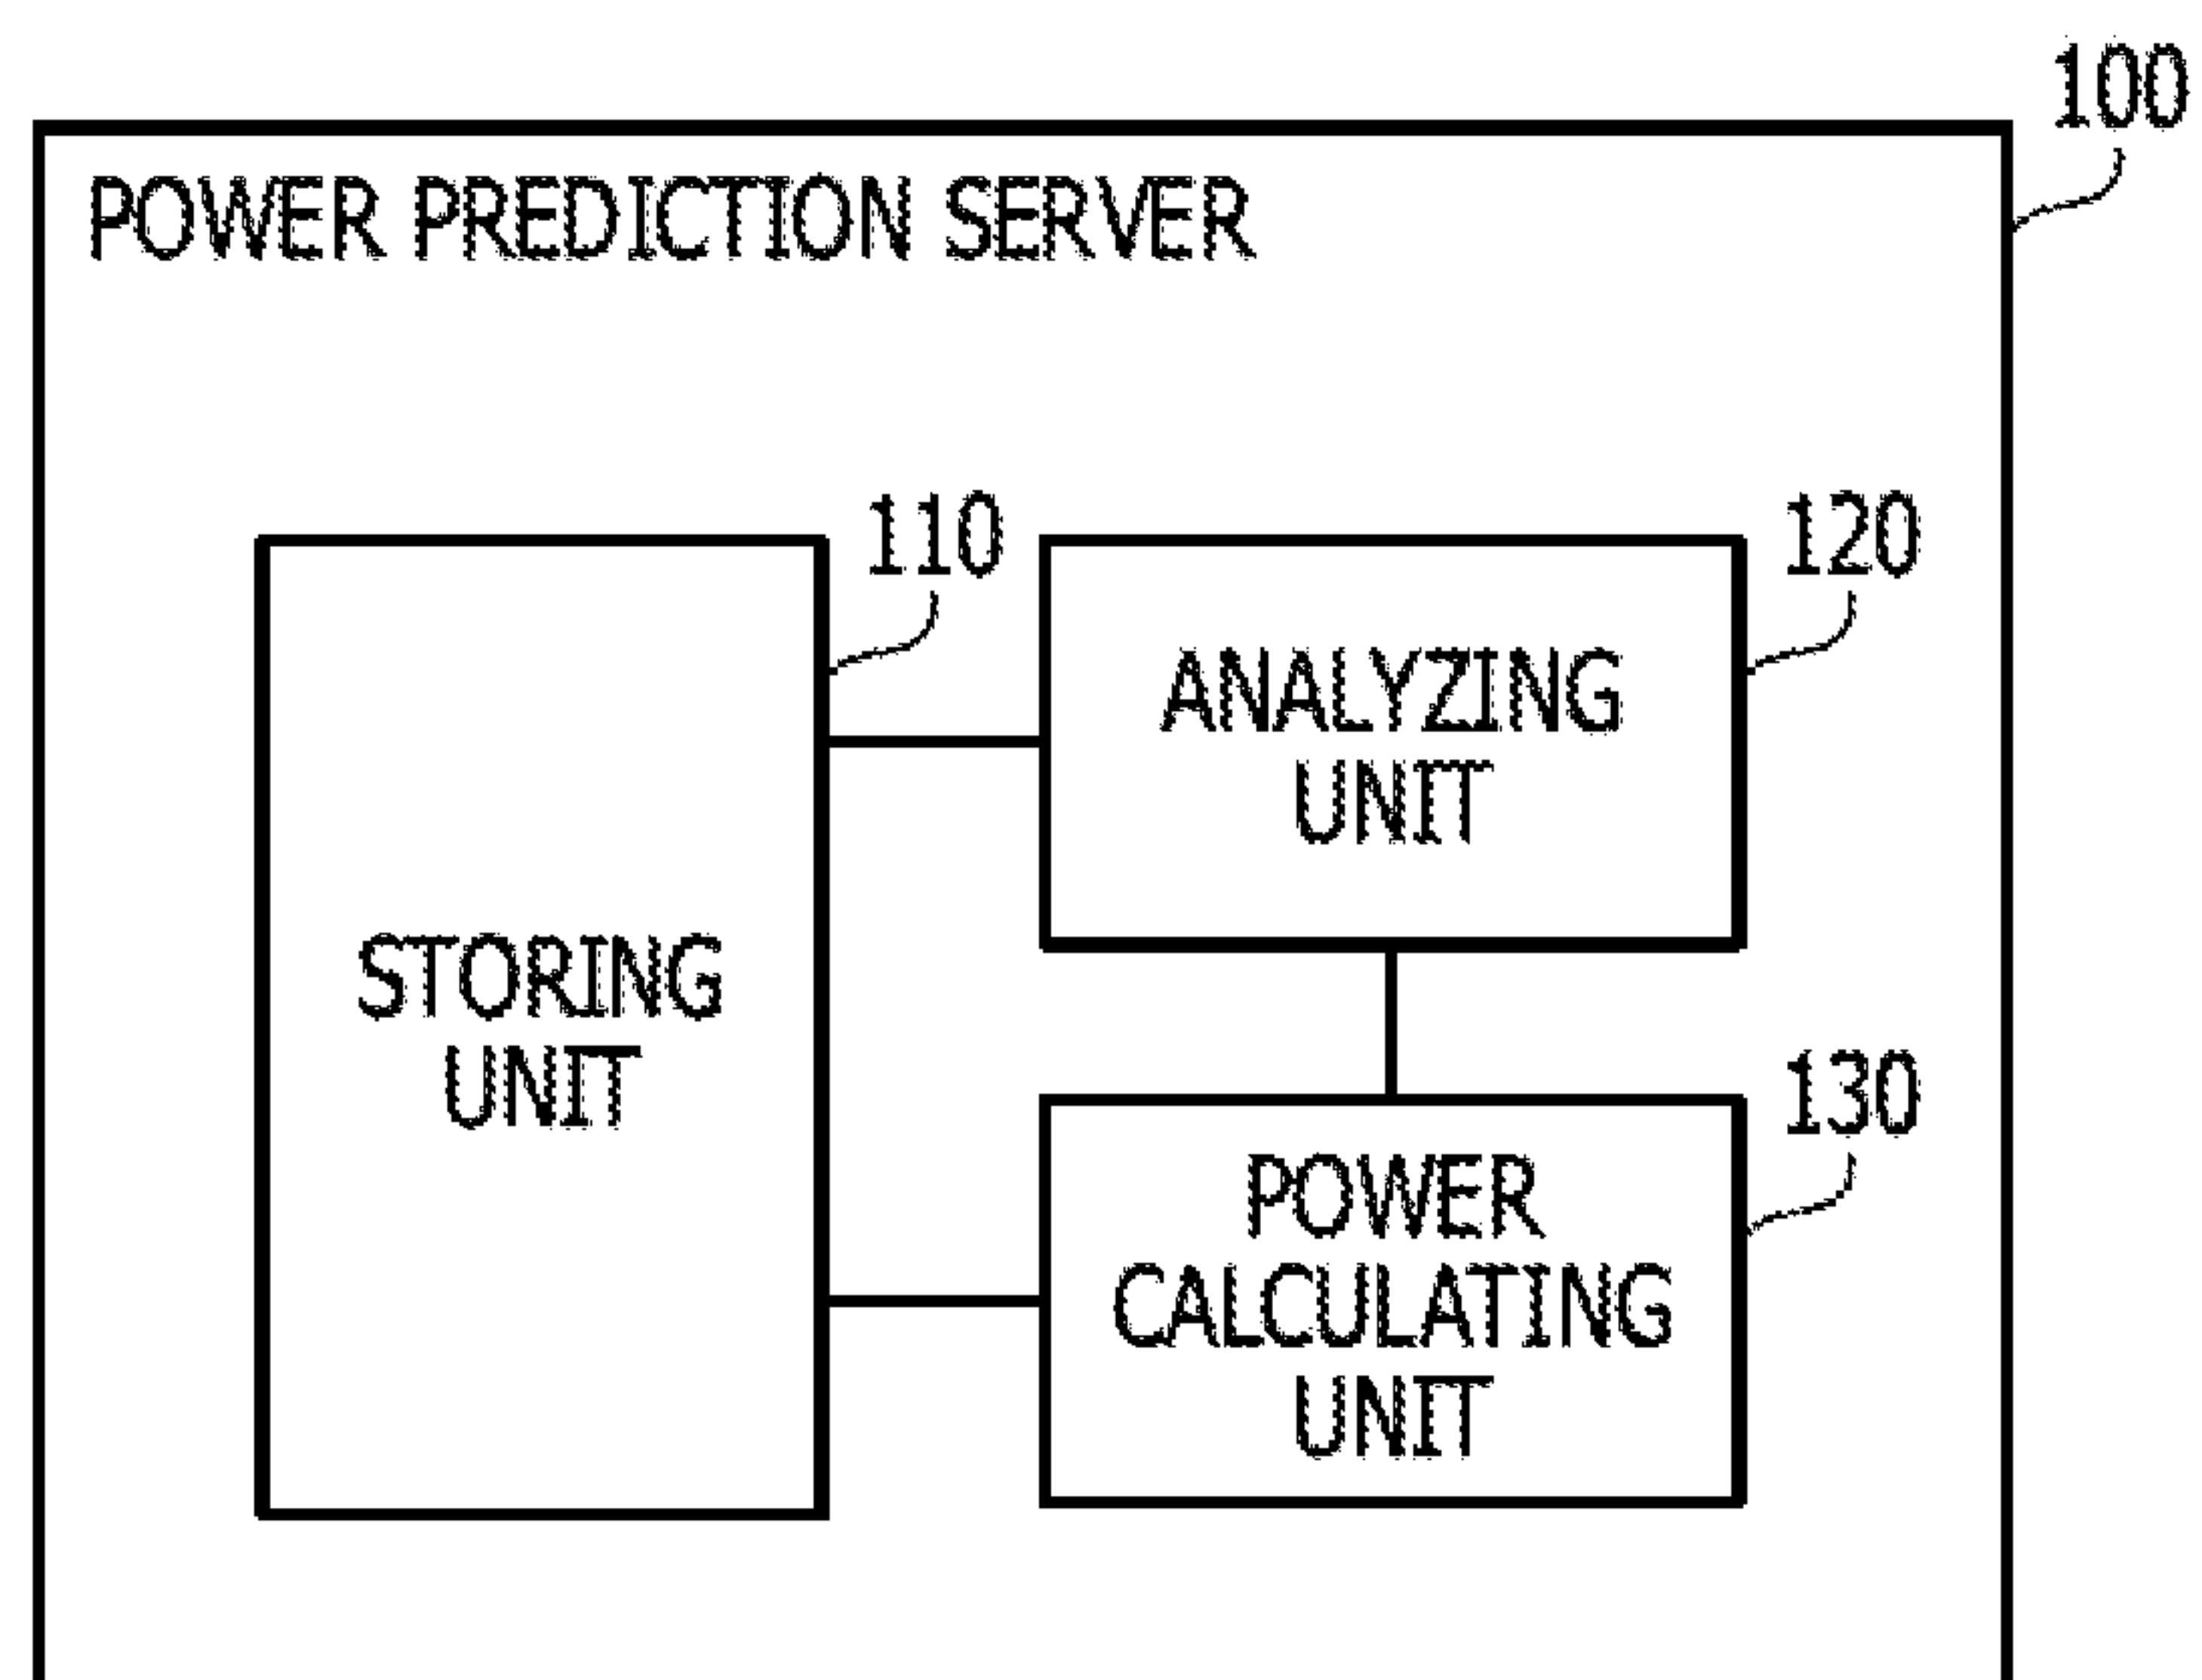 100
POWER PREDICTION SERVER
110
120
ANALYZING
UNIT
STORING
UNIT
130
POWER
CALCULATING
UNIT